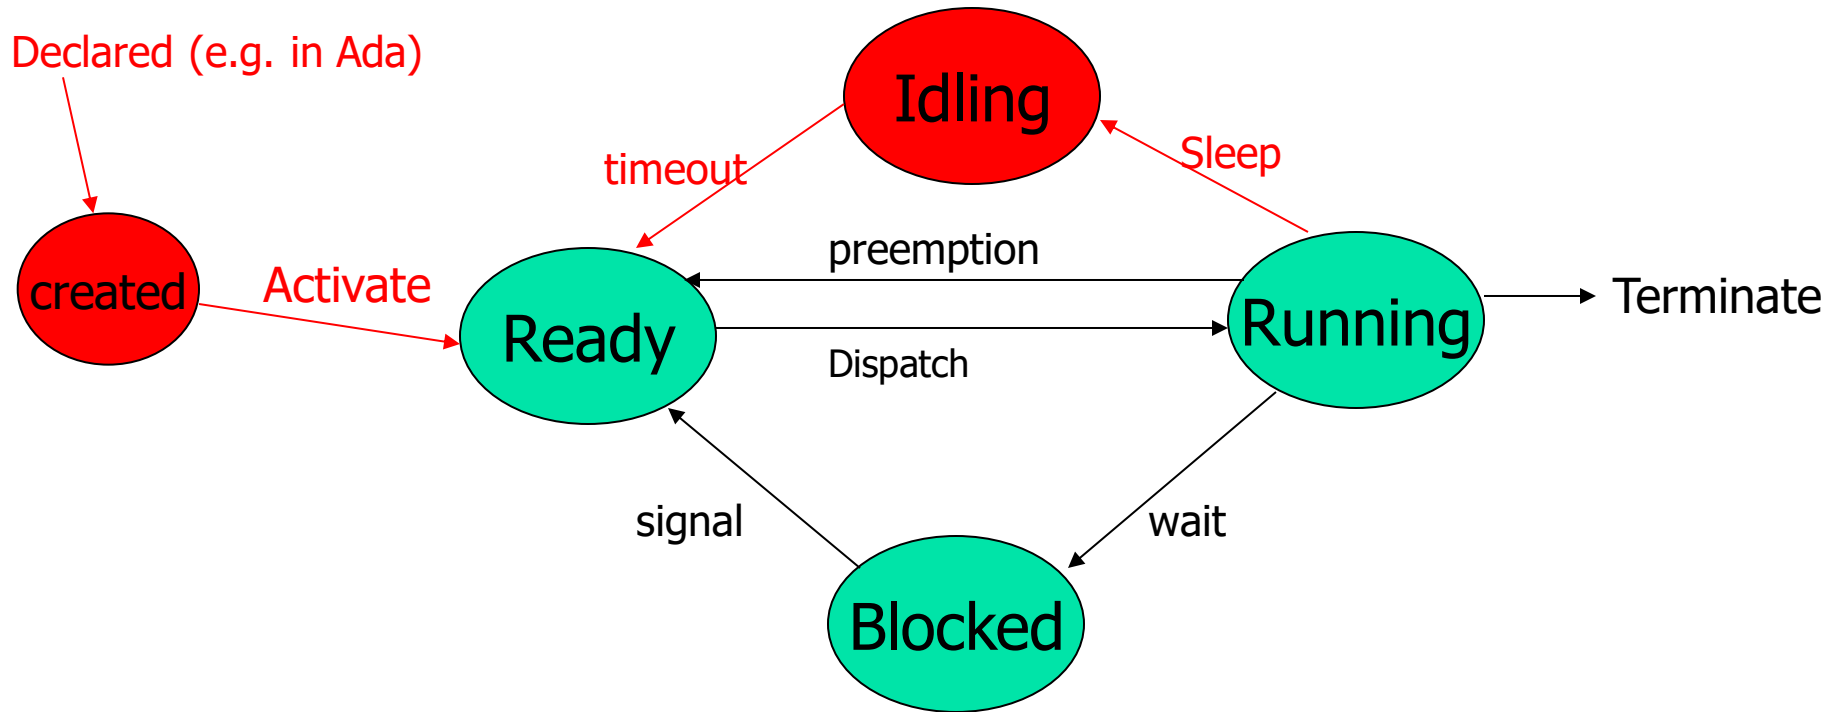 Declared (e.g. in Ada)
Idling
timeout
Sleep
preemption
created
Activate
Ready
Running
Terminate
Dispatch
signal
wait
Blocked